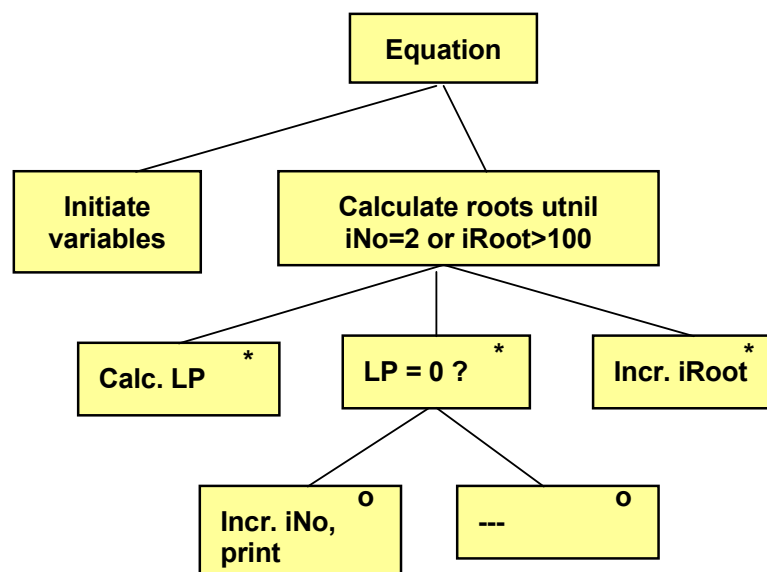 Equation
Initiate
variables
Calculate roots utnil
iNo=2 or iRoot>100
Calc. LP *
LP = 0 ? *
Incr. iRoot *
Incr. iNo, o
print
--- o